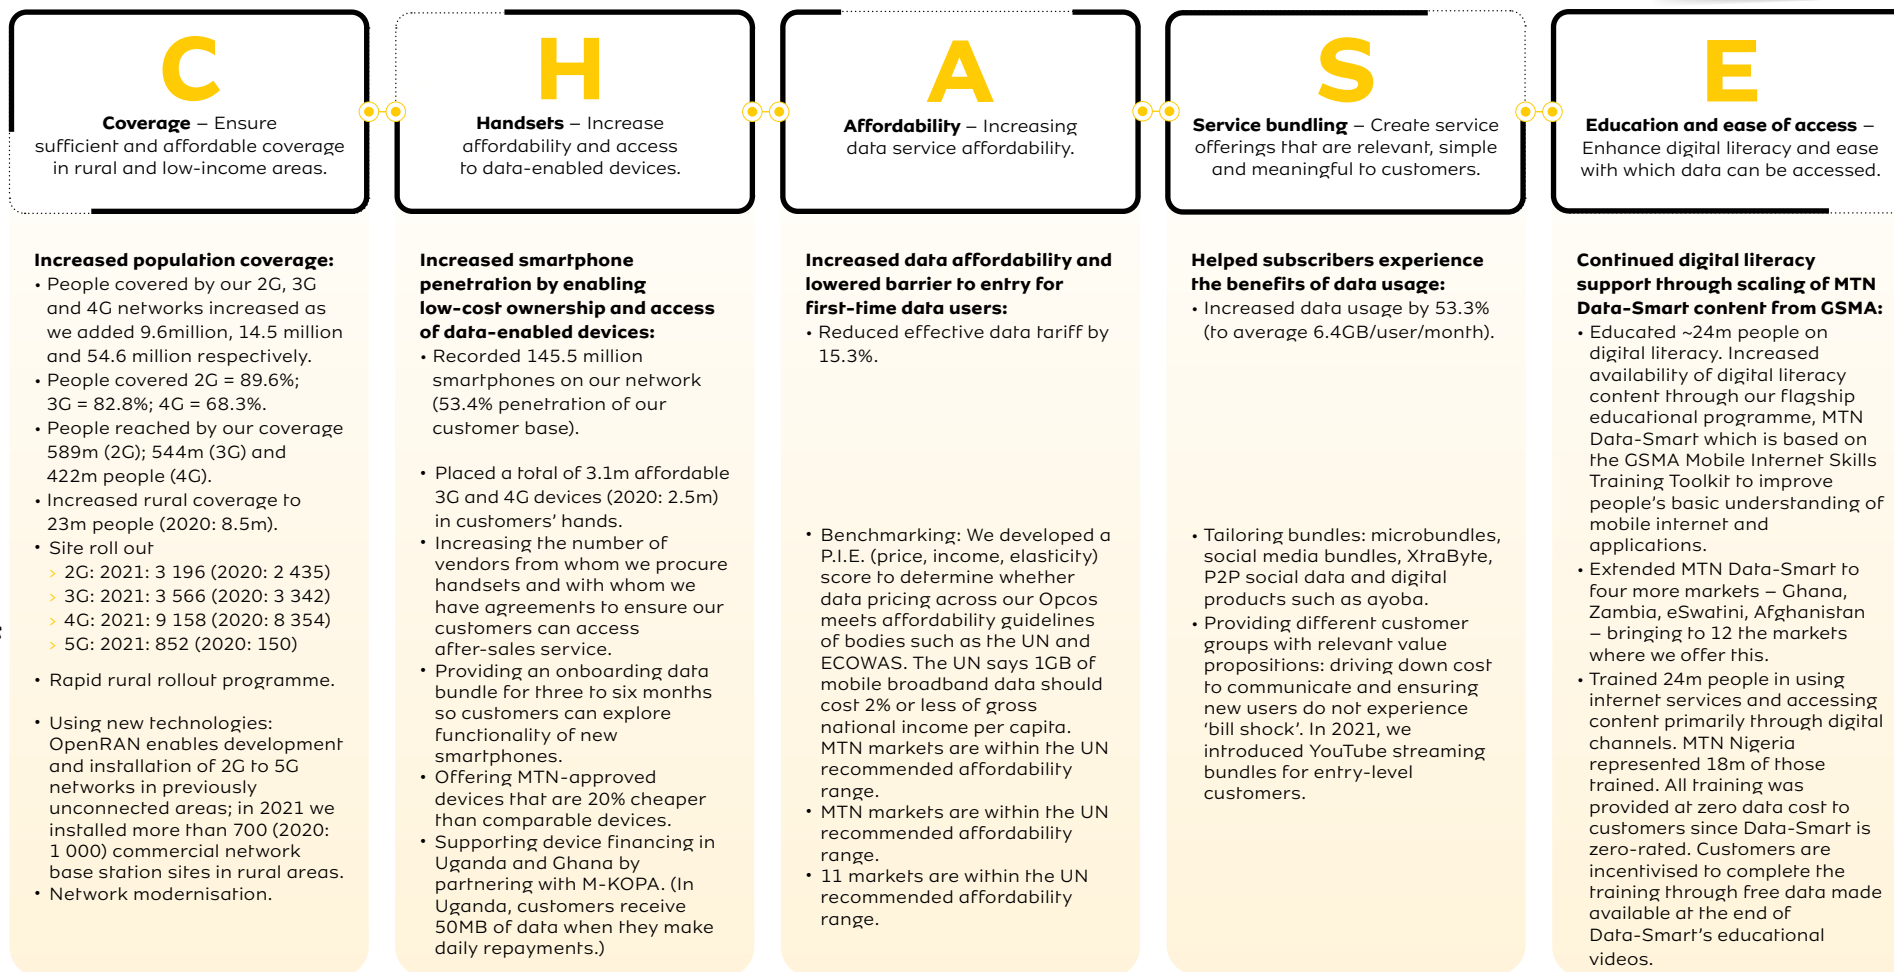 C
Coverage – Ensure
sufficient and affordable coverage
in rural and low-income areas.
Increased population coverage:
• People covered by our 2G, 3G
and 4G networks increased as
we added 9.6million, 14.5 million
and 54.6 million respectively.
• People covered 2G = 89.6%;
3G = 82.8%; 4G = 68.3%.
• People reached by our coverage
589m (2G); 544m (3G) and
422m people (4G).
• Increased rural coverage to
23m people (2020: 8.5m).
• Site roll out
> 2G: 2021: 3 196 (2020: 2 435)
> 3G: 2021: 3 566 (2020: 3 342)
> 4G: 2021: 9 158 (2020: 8 354)
> 5G: 2021: 852 (2020: 150)
• Rapid rural rollout programme.
• Using new technologies:
OpenRAN enables development
and installation of 2G to 5G
networks in previously
unconnected areas; in 2021 we
installed more than 700 (2020:
1 000) commercial network
base station sites in rural areas.
• Network modernisation.
H
Handsets – Increase
affordability and access
to data-enabled devices.
Increased smartphone
penetration by enabling
low-cost ownership and access
of data-enabled devices:
• Recorded 145.5 million
smartphones on our network
(53.4% penetration of our
customer base).
• Placed a total of 3.1m affordable
3G and 4G devices (2020: 2.5m)
in customers' hands.
• Increasing the number of
vendors from whom we procure
handsets and with whom we
have agreements to ensure our
customers can access
after-sales service.
• Providing an onboarding data
bundle for three to six months
so customers can explore
functionality of new
smartphones.
• Offering MTN-approved
devices that are 20% cheaper
than comparable devices.
• Supporting device financing in
Uganda and Ghana by
partnering with M-KOPA. (In
Uganda, customers receive
50MB of data when they make
daily repayments.)
A
Affordability – Increasing
data service affordability.
Increased data affordability and
lowered barrier to entry for
first-time data users:
• Reduced effective data tariff by
15.3%.
• Benchmarking: We developed a
P.I.E. (price, income, elasticity)
score to determine whether
data pricing across our Opcos
meets affordability guidelines
of bodies such as the UN and
ECOWAS. The UN says 1GB of
mobile broadband data should
cost 2% or less of gross
national income per capita.
MTN markets are within the UN
recommended affordability
range.
• MTN markets are within the UN
recommended affordability
range.
• 11 markets are within the UN
recommended affordability
range.
S
Service bundling – Create service
offerings that are relevant, simple
and meaningful to customers.
Helped subscribers experience
the benefits of data usage:
• Increased data usage by 53.3%
(to average 6.4GB/user/month).
• Tailoring bundles: microbundles,
social media bundles, XtraByte,
P2P social data and digital
products such as ayoba.
• Providing different customer
groups with relevant value
propositions: driving down cost
to communicate and ensuring
new users do not experience
'bill shock'. In 2021, we
introduced YouTube streaming
bundles for entry-level
customers.
E
Education and ease of access –
Enhance digital literacy and ease
with which data can be accessed.
Continued digital literacy
support through scaling of MTN
Data-Smart content from GSMA:
• Educated ~24m people on
digital literacy. Increased
availability of digital literacy
content through our flagship
educational programme, MTN
Data-Smart which is based on
the GSMA Mobile Internet Skills
Training Toolkit to improve
people's basic understanding of
mobile internet and
applications.
• Extended MTN Data-Smart to
four more markets – Ghana,
Zambia, eSwatini, Afghanistan
– bringing to 12 the markets
where we offer this.
• Trained 24m people in using
internet services and accessing
content primarily through digital
channels. MTN Nigeria
represented 18m of those
trained. All training was
provided at zero data cost to
customers since Data-Smart is
zero-rated. Customers are
incentivised to complete the
training through free data made
available at the end of
Data-Smart's educational
videos.